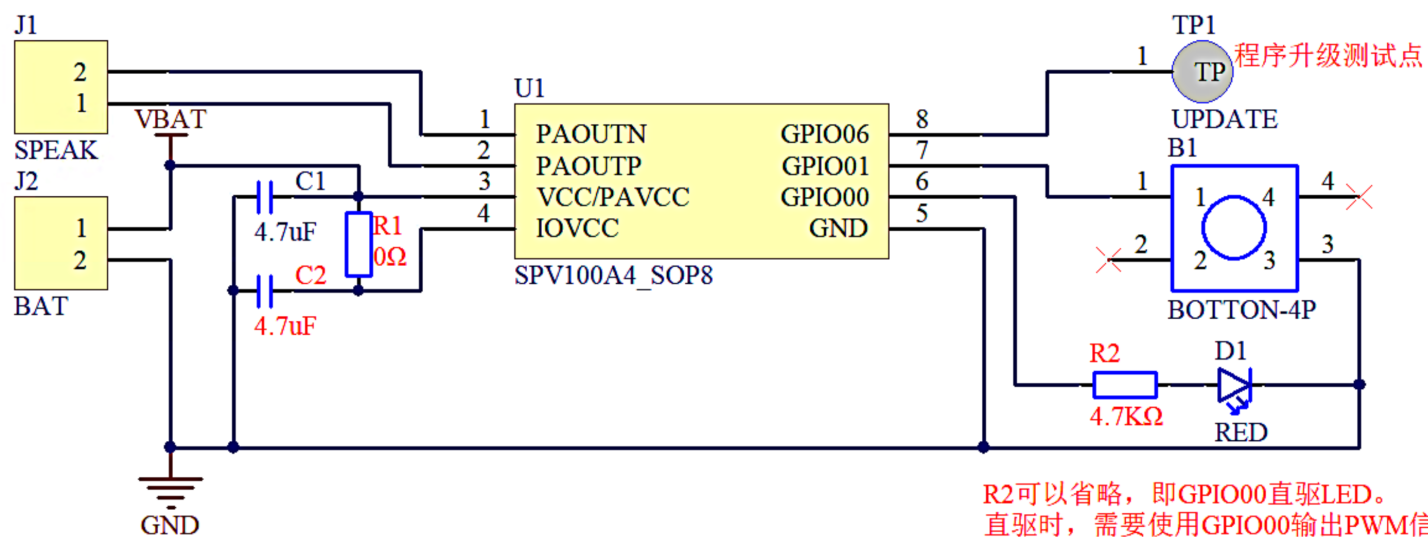 J1
2
1
SPEAK
VBAT
J2
1
2
BAT
C1
4.7uF
R1
0Ω
C2
4.7uF
GND
U1
1 PAOUTN
2 PAOUTP
3 VCC/PAVCC
4 IOVCC
GPIO06 8
GPIO01 7
GPIO00 6
GND 5
SPV100A4_SOP8
TP1
1 TP 程序升级测试点
UPDATE
B1
1 1 4 4
2 2 3 3
BOTTON-4P
R2
4.7KΩ
D1
RED
R2可以省略，即GPIO00直驱LED。
直驱时，需要使用GPIO00输出PWM信